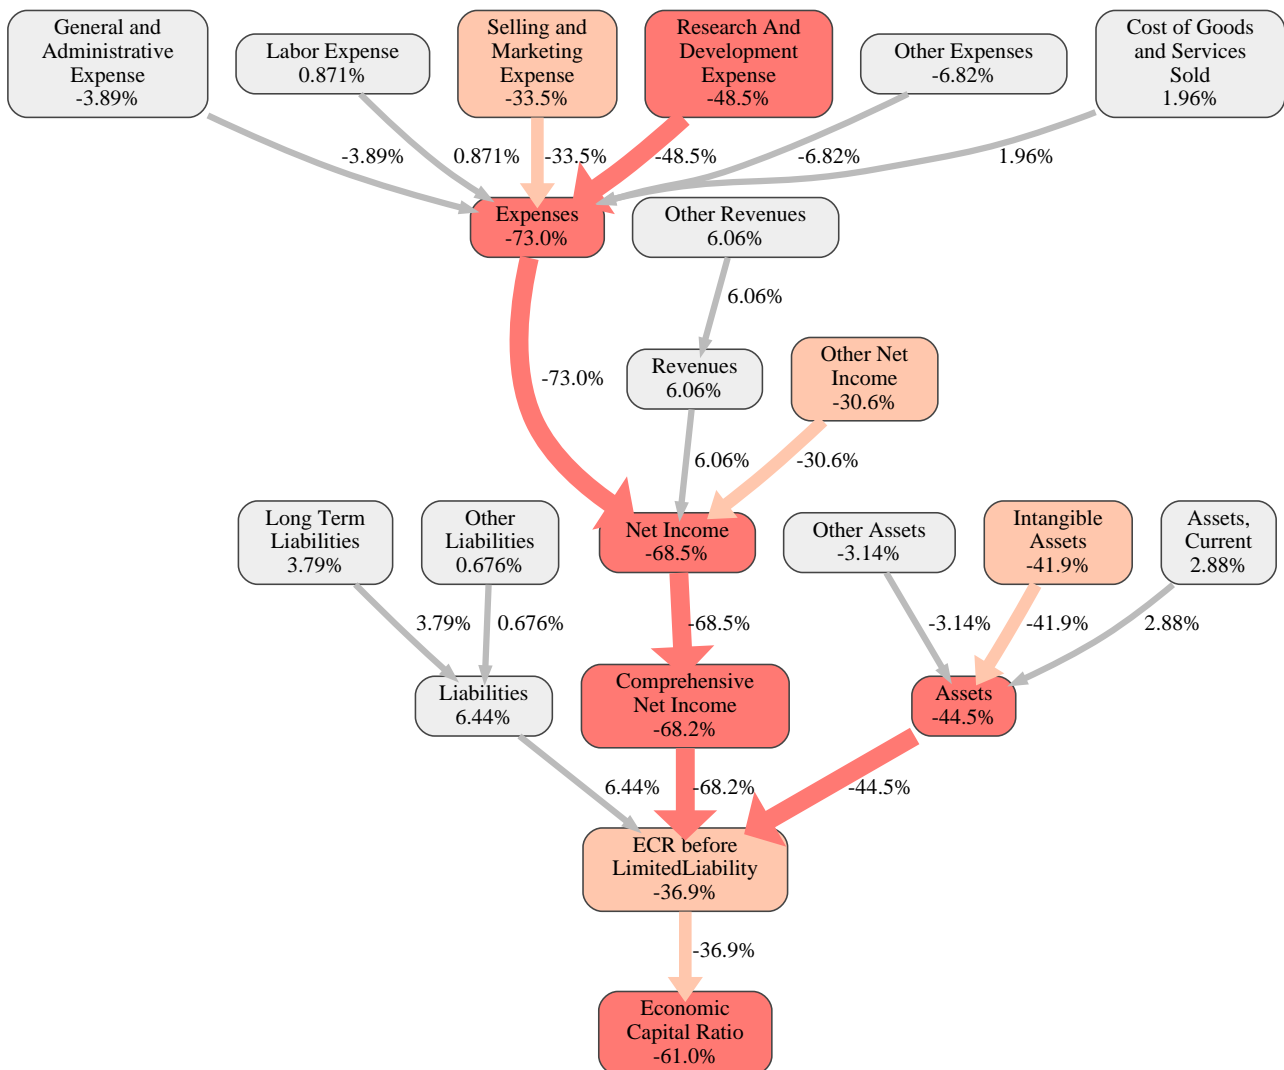 General and
Administrative
Expense
-3.89%
Labor Expense
0.871%
Selling and
Marketing
Expense
-33.5%
Research And
Development
Expense
-48.5%
Other Expenses
-6.82%
Cost of Goods
and Services
Sold
1.96%
-3.89%
0.871%
-33.5%
-48.5%
-6.82%
1.96%
Expenses
-73.0%
Other Revenues
6.06%
6.06%
-73.0%
Revenues
6.06%
Other Net
Income
-30.6%
6.06%
-30.6%
Long Term
Liabilities
3.79%
Other
Liabilities
0.676%
Net Income
-68.5%
Other Assets
-3.14%
Intangible
Assets
-41.9%
Assets,
Current
2.88%
3.79%
0.676%
-68.5%
-3.14%
-41.9%
2.88%
Liabilities
6.44%
Comprehensive
Net Income
-68.2%
Assets
-44.5%
6.44%
-68.2%
-44.5%
ECR before
LimitedLiability
-36.9%
-36.9%
Economic
Capital Ratio
-61.0%